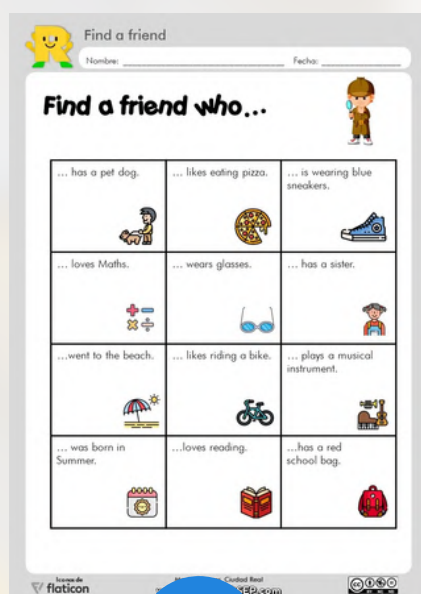 Find a friend
Nombre: Fecha:
Find a friend who...
... has a pet dog.
... likes eating pizza.
... is wearing blue
sneakers.
... loves Maths.
... wears glasses.
... has a sister.
...went to the beach.
... likes riding a bike.
... plays a musical
instrument.
... was born in
Summer.
...loves reading.
...has a red
school bag.
Iconos de
flaticon
Ciudad Real